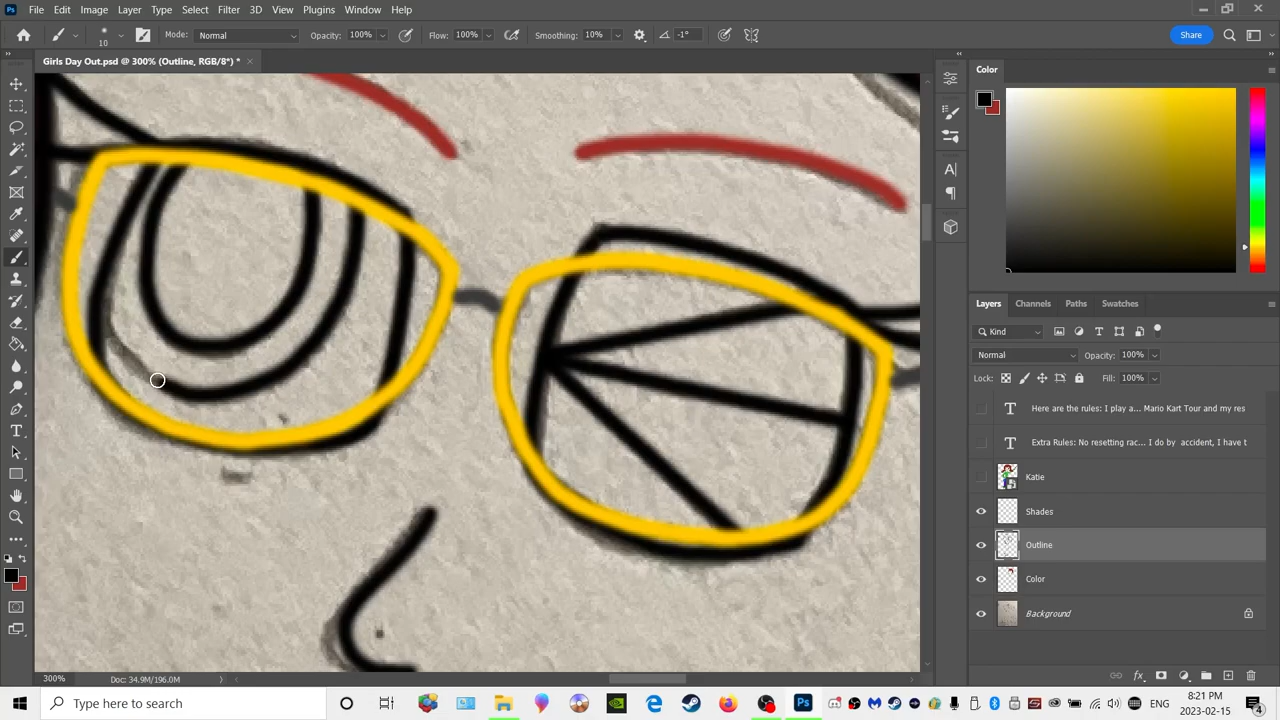 File Edit Image Layer Type Select Filter 3D View Plugins Window Help
10 Mode: Normal Opacity: 100% Flow: 100% Smoothing: 10% -1° Share
Girls Day Out.psd @ 300% (Outline, RGB/8*) *
Color
Layers Channels Paths Swatches
Kind
Normal Opacity: 100%
Lock: Fill: 100%
Here are the rules: I play a... Mario Kart Tour and my res
Extra Rules: No resetting rac... I do by accident, I have t
Katie
Shades
Outline
Color
Background
300% Doc: 34.9M/196.0M
Type here to search
ENG
8:21 PM
2023-02-15
4